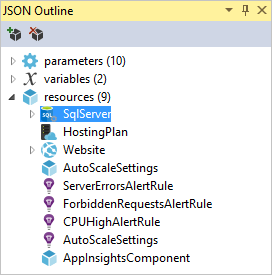 JSON Outline
parameters (10)
variables (2)
resources (9)
SQL
SqlServer
HostingPlan
Website
AutoScaleSettings
ServerErrorsAlertRule
ForbiddenRequestsAlertRule
CPUHighAlertRule
AutoScaleSettings
AppInsightsComponent